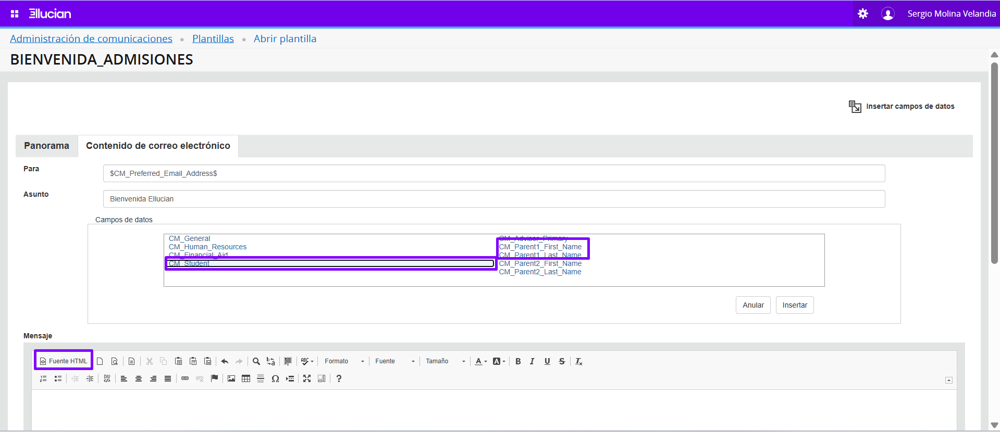 Ellucian
Sergio Molina Velandia
Administración de comunicaciones • Plantillas • Abrir plantilla
BIENVENIDA_ADMISIONES
Insertar campos de datos
Panorama
Contenido de correo electrónico
Para
$CM_Preferred_Email_Address$
Asunto
Bienvenida Ellucian
Campos de datos
CM_General
CM_Human_Resources
CM_Financial_Aid
CM_Student
CM_Advisor_Primary
CM_Parent1_First_Name
CM_Parent1_Last_Name
CM_Parent2_First_Name
CM_Parent2_Last_Name
Anular
Insertar
Mensaje
Fuente HTML
Formato
Fuente
Tamaño